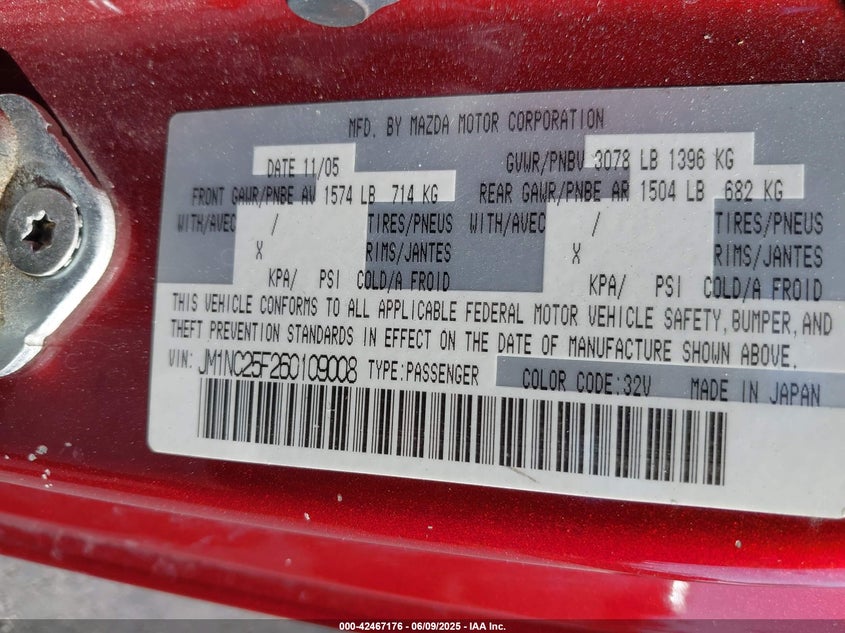 MFD. BY MAZDA MOTOR CORPORATION
DATE 11/05 GVWR/PNBV 3078 LB 1396 KG
FRONT GAWR/PNBE AV 1574 LB 714 KG REAR GAWR/PNBE AR 1504 LB 682 KG
WITH/AVEC / TIRES/PNEUS WITH/AVEC / TIRES/PNEUS
X RIMS/JANTES X RIMS/JANTES
KPA/ PSI COLD/A FROID KPA/ PSI COLD/A FROID
THIS VEHICLE CONFORMS TO ALL APPLICABLE FEDERAL MOTOR VEHICLE SAFETY, BUMPER, AND
THEFT PREVENTION STANDARDS IN EFFECT ON THE DATE OF MANUFACTURE SHOWN ABOVE.
VIN: JM1NC25F260109008 TYPE:PASSENGER COLOR CODE:32V MADE IN JAPAN
000-42467176 - 06/09/2025 - IAA Inc.